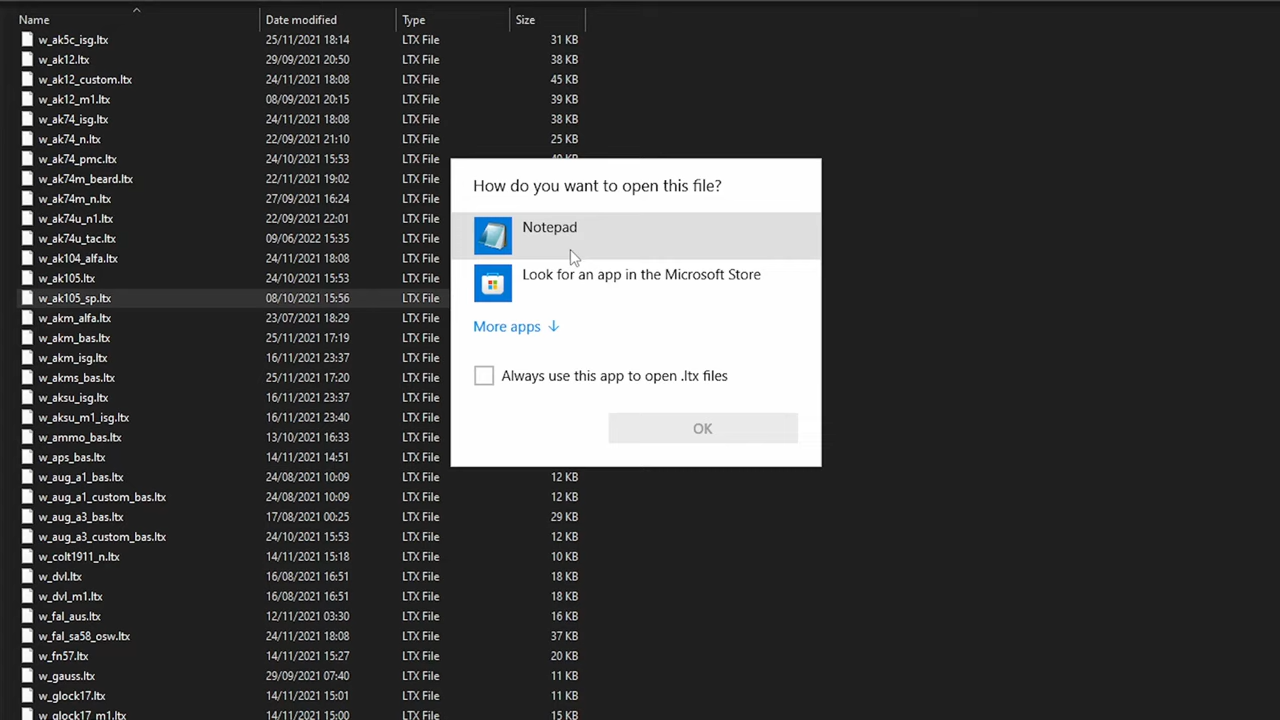 Name Date modified Type Size
w_ak5c_isg.ltx 25/11/2021 18:14 LTX File 31 KB
w_ak12.ltx 29/09/2021 20:50 LTX File 38 KB
w_ak12_custom.ltx 24/11/2021 18:08 LTX File 45 KB
w_ak12_m1.ltx 08/09/2021 20:15 LTX File 39 KB
w_ak74_isg.ltx 24/11/2021 18:08 LTX File 38 KB
w_ak74_n.ltx 22/09/2021 21:10 LTX File 25 KB
w_ak74_pmc.ltx 24/10/2021 15:53 LTX File
w_ak74m_beard.ltx 22/11/2021 19:02 LTX File
w_ak74m_n.ltx 27/09/2021 16:24 LTX File
w_ak74u_n1.ltx 22/09/2021 22:01 LTX File
w_ak74u_tac.ltx 09/06/2022 15:35 LTX File
w_ak104_alfa.ltx 24/11/2021 18:08 LTX File
w_ak105.ltx 24/10/2021 15:53 LTX File
w_ak105_sp.ltx 08/10/2021 15:56 LTX File
w_akm_alfa.ltx 23/07/2021 18:29 LTX File
w_akm_bas.ltx 25/11/2021 17:19 LTX File
w_akm_isg.ltx 16/11/2021 23:37 LTX File
w_akms_bas.ltx 25/11/2021 17:20 LTX File
w_aksu_isg.ltx 16/11/2021 23:37 LTX File
w_aksu_m1_isg.ltx 16/11/2021 23:40 LTX File
w_ammo_bas.ltx 13/10/2021 16:33 LTX File
w_aps_bas.ltx 14/11/2021 14:51 LTX File
w_aug_a1_bas.ltx 24/08/2021 10:09 LTX File 12 KB
w_aug_a1_custom_bas.ltx 24/08/2021 10:09 LTX File 12 KB
w_aug_a3_bas.ltx 17/08/2021 00:25 LTX File 29 KB
w_aug_a3_custom_bas.ltx 24/10/2021 15:53 LTX File 12 KB
w_colt1911_n.ltx 14/11/2021 15:18 LTX File 10 KB
w_dvl.ltx 16/08/2021 16:51 LTX File 18 KB
w_dvl_m1.ltx 16/08/2021 16:51 LTX File 18 KB
w_fal_aus.ltx 12/11/2021 03:30 LTX File 16 KB
w_fal_sa58_osw.ltx 24/11/2021 18:08 LTX File 37 KB
w_fn57.ltx 14/11/2021 15:27 LTX File 20 KB
w_gauss.ltx 29/09/2021 07:40 LTX File 11 KB
w_glock17.ltx 14/11/2021 15:01 LTX File 11 KB
w_glock17_m1.ltx 14/11/2021 15:00 LTX File 15 KB
How do you want to open this file?
Notepad
Look for an app in the Microsoft Store
More apps
Always use this app to open .ltx files
OK